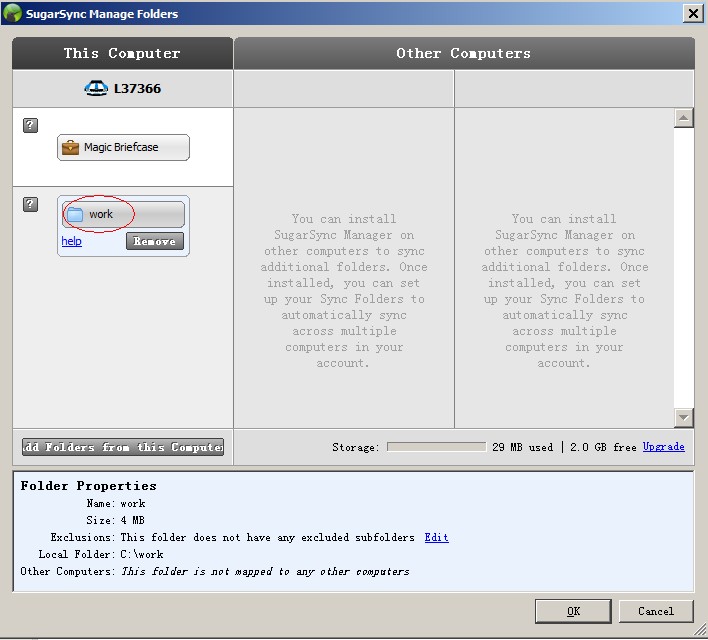 SugarSync Manage Folders
This Computer
Other Computers
L37366
?
Magic Briefcase
?
work
help
Remove
You can install
SugarSync Manager on
other computers to sync
additional folders. Once
installed, you can set
up your Sync Folders to
automatically sync
across multiple
computers in your
account.
You can install
SugarSync Manager on
other computers to sync
additional folders. Once
installed, you can set
up your Sync Folders to
automatically sync
across multiple
computers in your
account.
dd Folders from this Compute
Storage: 29 MB used | 2.0 GB free Upgrade
Folder Properties
Name: work
Size: 4 MB
Exclusions: This folder does not have any excluded subfolders Edit
Local Folder: C:\work
Other Computers: This folder is not mapped to any other computers
OK
Cancel